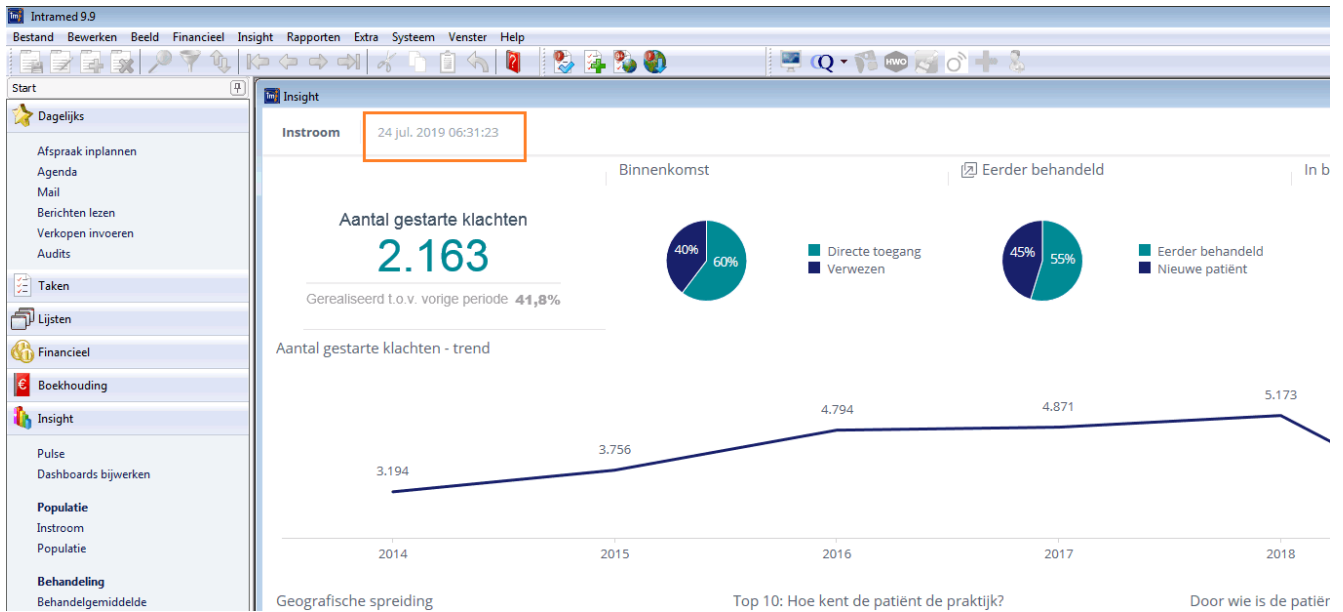 Intramed 9.9
Bestand Bewerken Beeld Financieel Insight Rapporten Extra Systeem Venster Help
HWO
Start
Dagelijks
Afspraak inplannen
Agenda
Mail
Berichten lezen
Verkopen invoeren
Audits
Taken
Lijsten
Financieel
Boekhouding
Insight
Pulse
Dashboards bijwerken
Populatie
Instroom
Populatie
Behandeling
Behandelgemiddelde
Insight
Instroom 24 jul. 2019 06:31:23
Aantal gestarte klachten
2.163
Gerealiseerd t.o.v. vorige periode 41,8%
Binnenkomst
40%
60%
Directe toegang
Verwezen
Eerder behandeld
45%
55%
Eerder behandeld
Nieuwe patiënt
In b
Aantal gestarte klachten - trend
3.194 3.756 4.794 4.871 5.173
2014 2015 2016 2017 2018
Geografische spreiding
Top 10: Hoe kent de patiënt de praktijk?
Door wie is de patiën